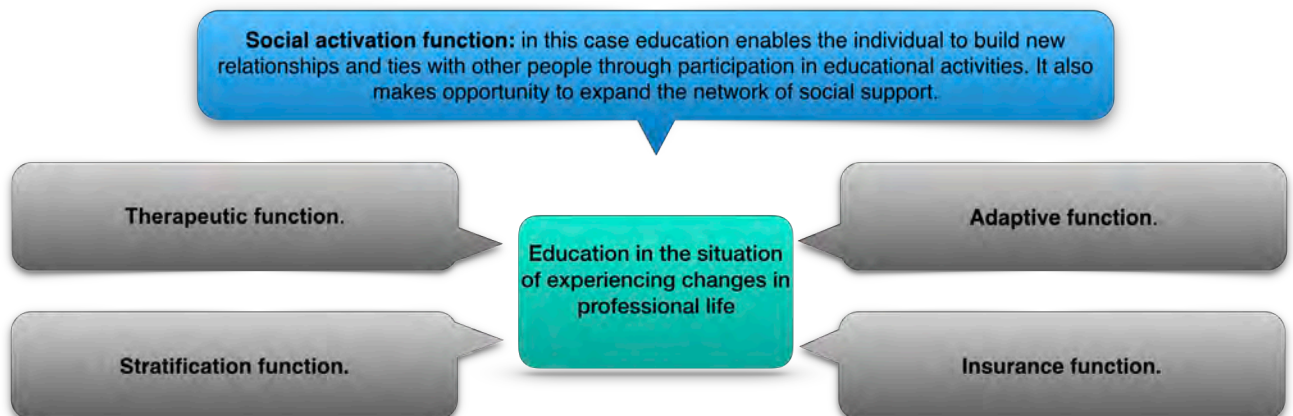 Social activation function: in this case education enables the individual to build new
relationships and ties with other people through participation in educational activities. It also
makes opportunity to expand the network of social support.
Therapeutic function.
Adaptive function.
Education in the situation
of experiencing changes in
professional life
Stratification function.
Insurance function.